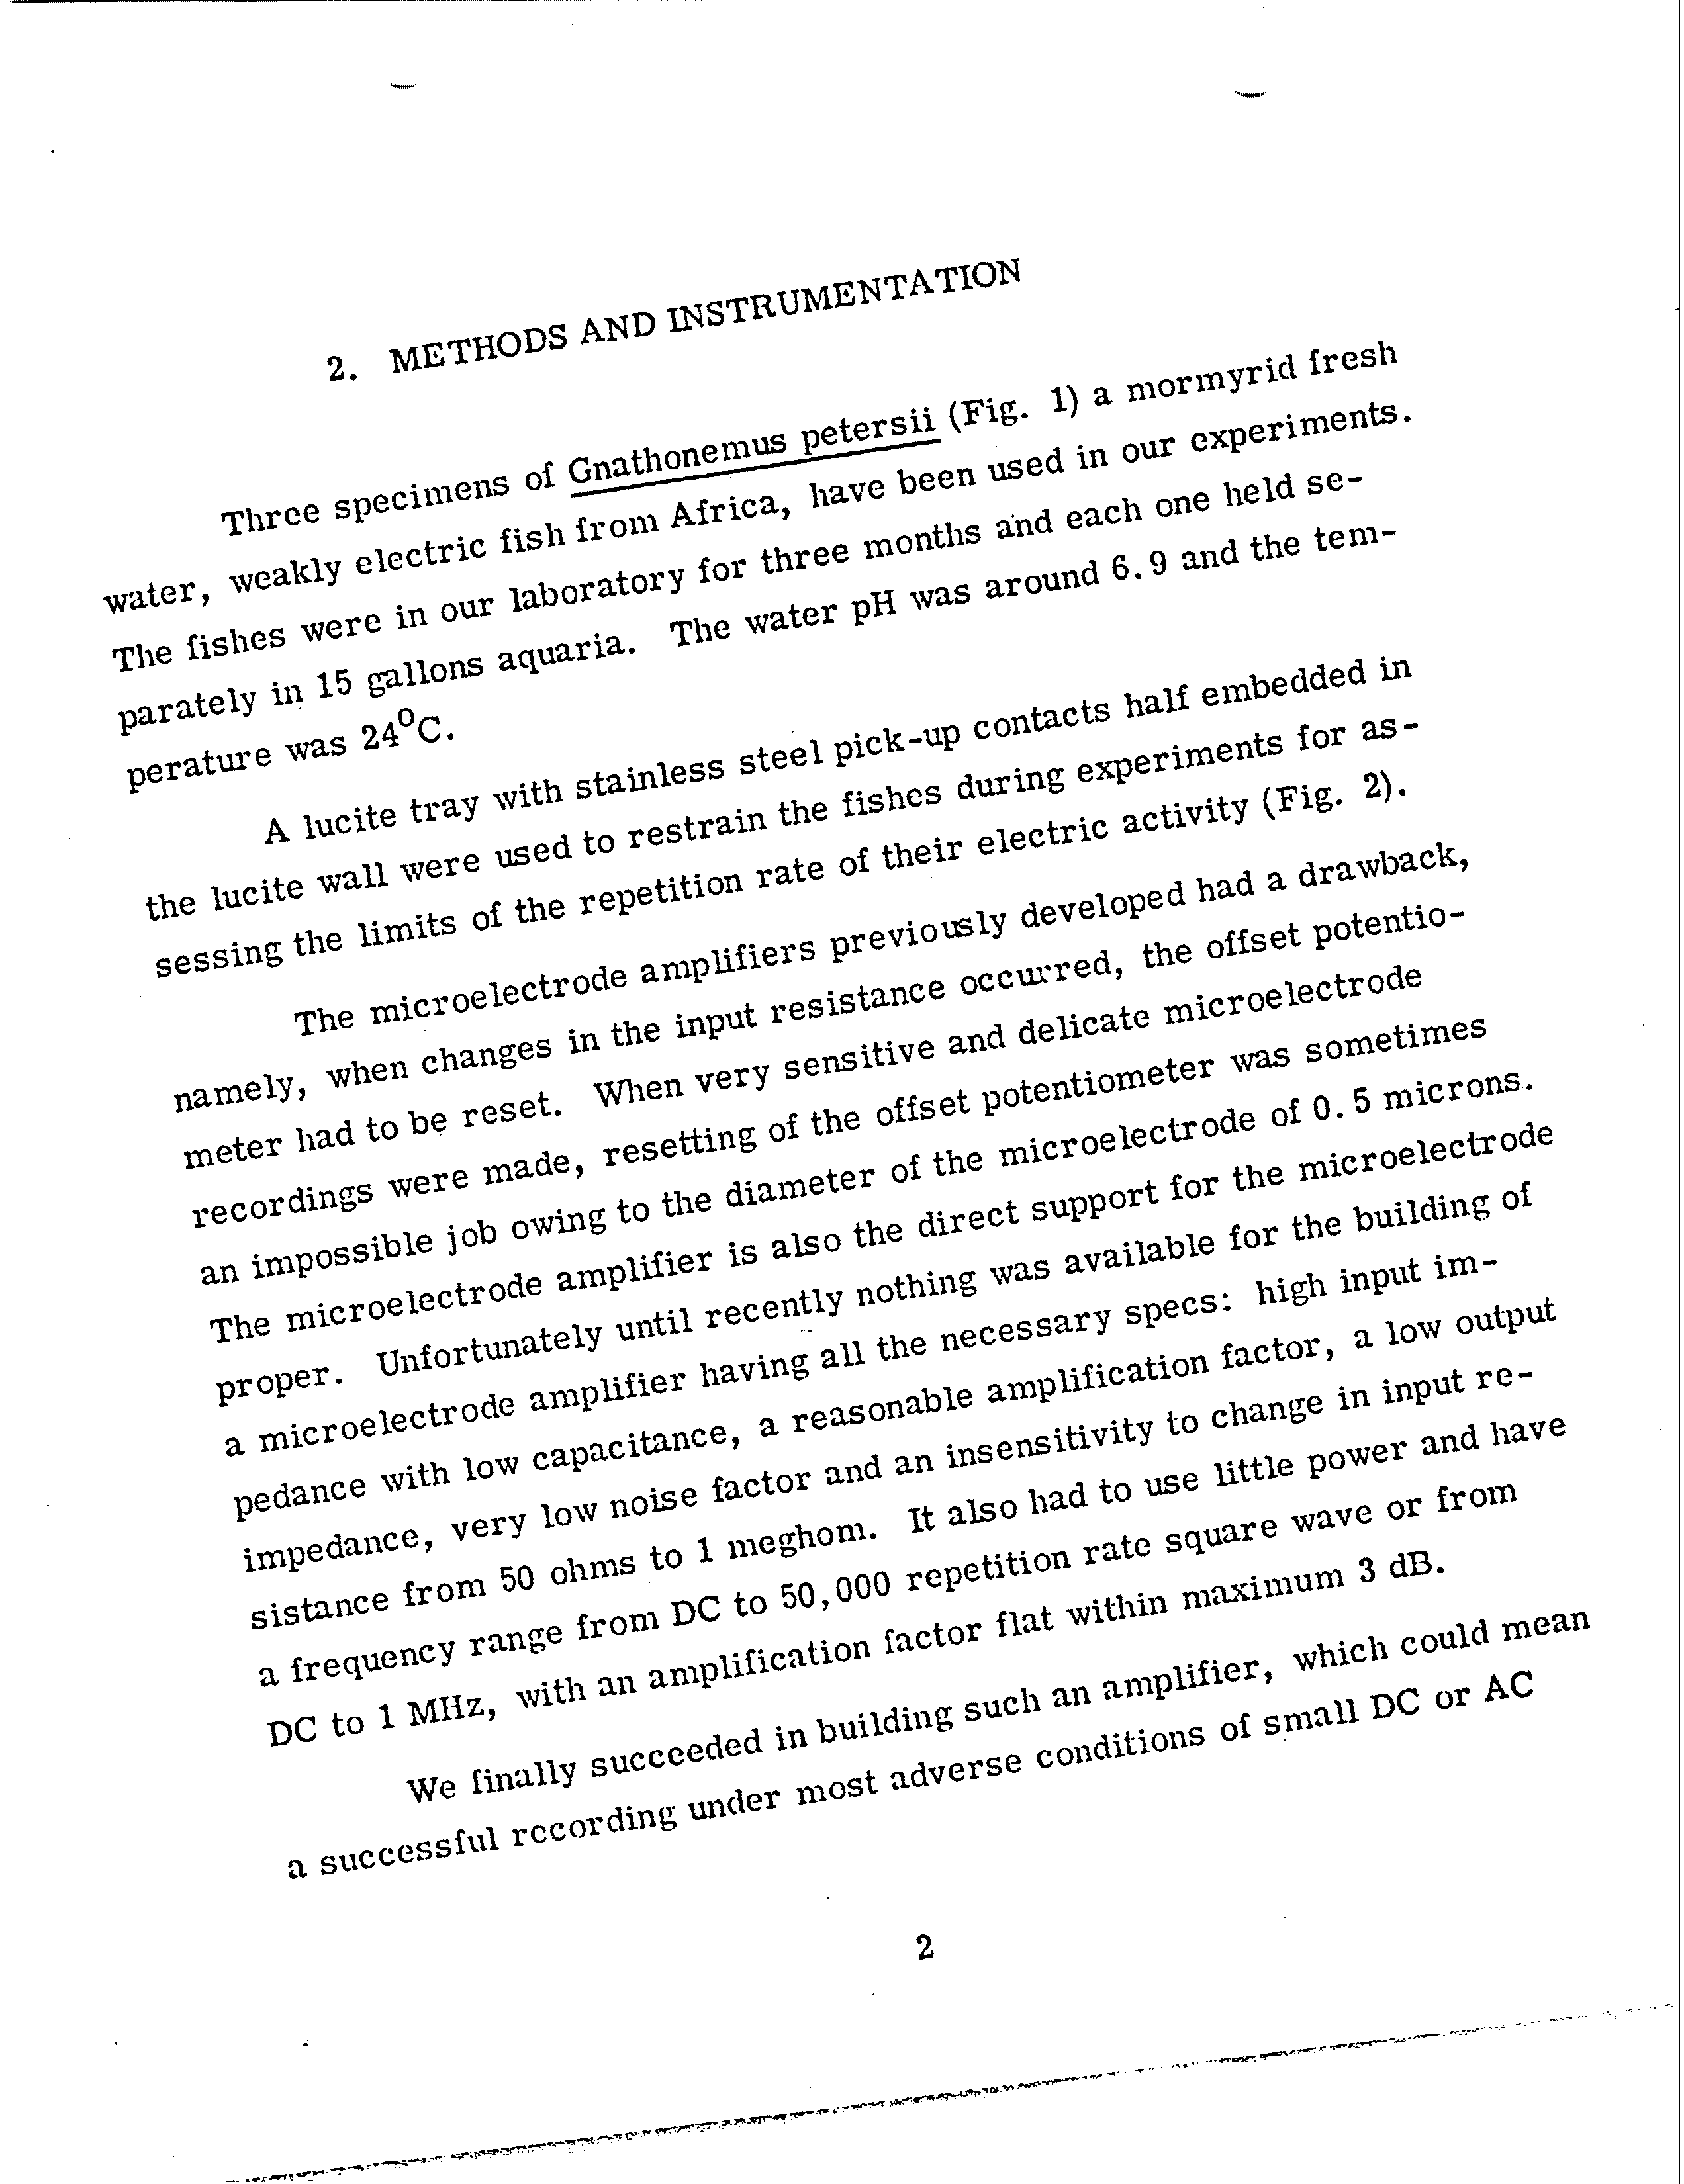 2. METHODS AND INSTRUMENTATION
Three specimens of Gnathonemus petersii (Fig. 1) a mormyrid fresh
water, weakly electric fish from Africa, have been used in our experiments.
The fishes were in our laboratory for three months and each one held se-
parately in 15 gallons aquaria. The water pH was around 6.9 and the tem-
perature was 24°C.
A lucite tray with stainless steel pick-up contacts half embedded in
the lucite wall were used to restrain the fishes during experiments for as-
sessing the limits of the repetition rate of their electric activity (Fig. 2).
The microelectrode amplifiers previously developed had a drawback,
namely, when changes in the input resistance occurred, the offset potentio-
meter had to be reset. When very sensitive and delicate microelectrode
recordings were made, resetting of the offset potentiometer was sometimes
an impossible job owing to the diameter of the microelectrode of 0.5 microns.
The microelectrode amplifier is also the direct support for the microelectrode
proper. Unfortunately until recently nothing was available for the building of
a microelectrode amplifier having all the necessary specs: high input im-
pedance with low capacitance, a reasonable amplification factor, a low output
impedance, very low noise factor and an insensitivity to change in input re-
sistance from 50 ohms to 1 meghom. It also had to use little power and have
a frequency range from DC to 50,000 repetition rate square wave or from
DC to 1 MHz, with an amplification factor flat within maximum 3 dB.
We finally succeeded in building such an amplifier, which could mean
a successful recording under most adverse conditions of small DC or AC
2